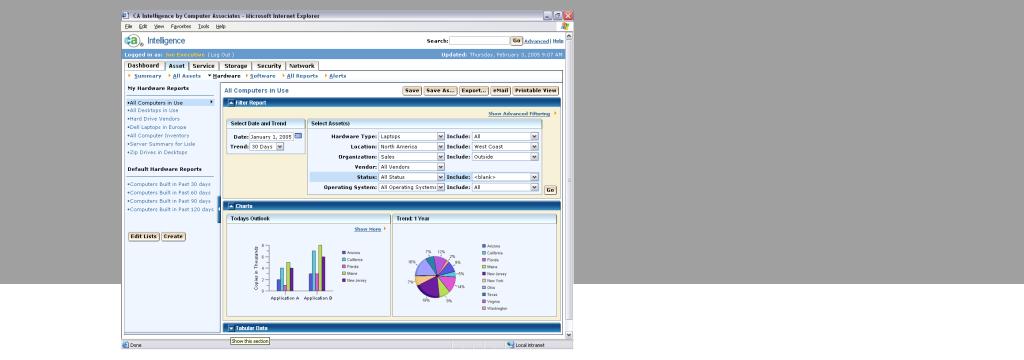 CA Intelligence by Computer Associates - Microsoft Internet Explorer
File Edit View Favorites Tools Help
ca Intelligence
Search: Go Advanced | Help
Logged in as: Jon Executive (Log Out)
Updated: Thursday, February 3, 2005 9:07 AM
Dashboard Asset Service Storage Security Network
Summary All Assets Hardware Software All Reports Alerts
My Hardware Reports
All Computers in Use
All Desktops in Use
Hard Drive Vendors
Dell Laptops in Europe
All Computer Inventory
Server Summary for Lisle
Zip Drives in Desktops
Default Hardware Reports
Computers Built in Past 30 days
Computers Built in Past 60 days
Computers Built in Past 90 days
Computers Built in Past 120 days
Edit Lists Create
All Computers in Use
Save Save As... Export... eMail Printable View
Filter Report
Show Advanced Filtering
Select Date and Trend
Date: January 1, 2005
Trend: 30 Days
Select Asset(s)
Hardware Type: Laptops Include: All
Location: North America Include: West Coast
Organization: Sales Include: Outside
Vendor: All Vendors
Status: All Status Include: <blank>
Operating System: All Operating Systems Include: All
Go
Charts
Todays Outlook
Show More
Copies in Thousands
Application A Application B
Arizona
California
Florida
Maine
New Jersey
Trend: 1 Year
Arizona
California
Florida
Maine
New Jersey
New York
Ohio
Texas
Virginia
Washington
Tabular Data
Show this section
Done
Local intranet